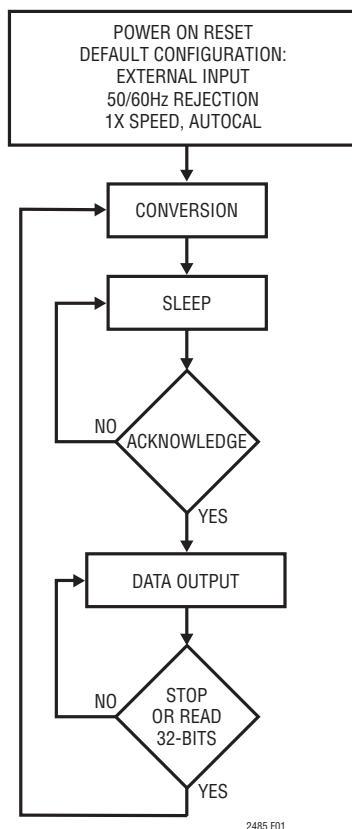 POWER ON RESET
DEFAULT CONFIGURATION:
EXTERNAL INPUT
50/60Hz REJECTION
1X SPEED, AUTOCAL
CONVERSION
SLEEP
NO
ACKNOWLEDGE
YES
DATA OUTPUT
NO
STOP
OR READ
32-BITS
YES
2485 F01